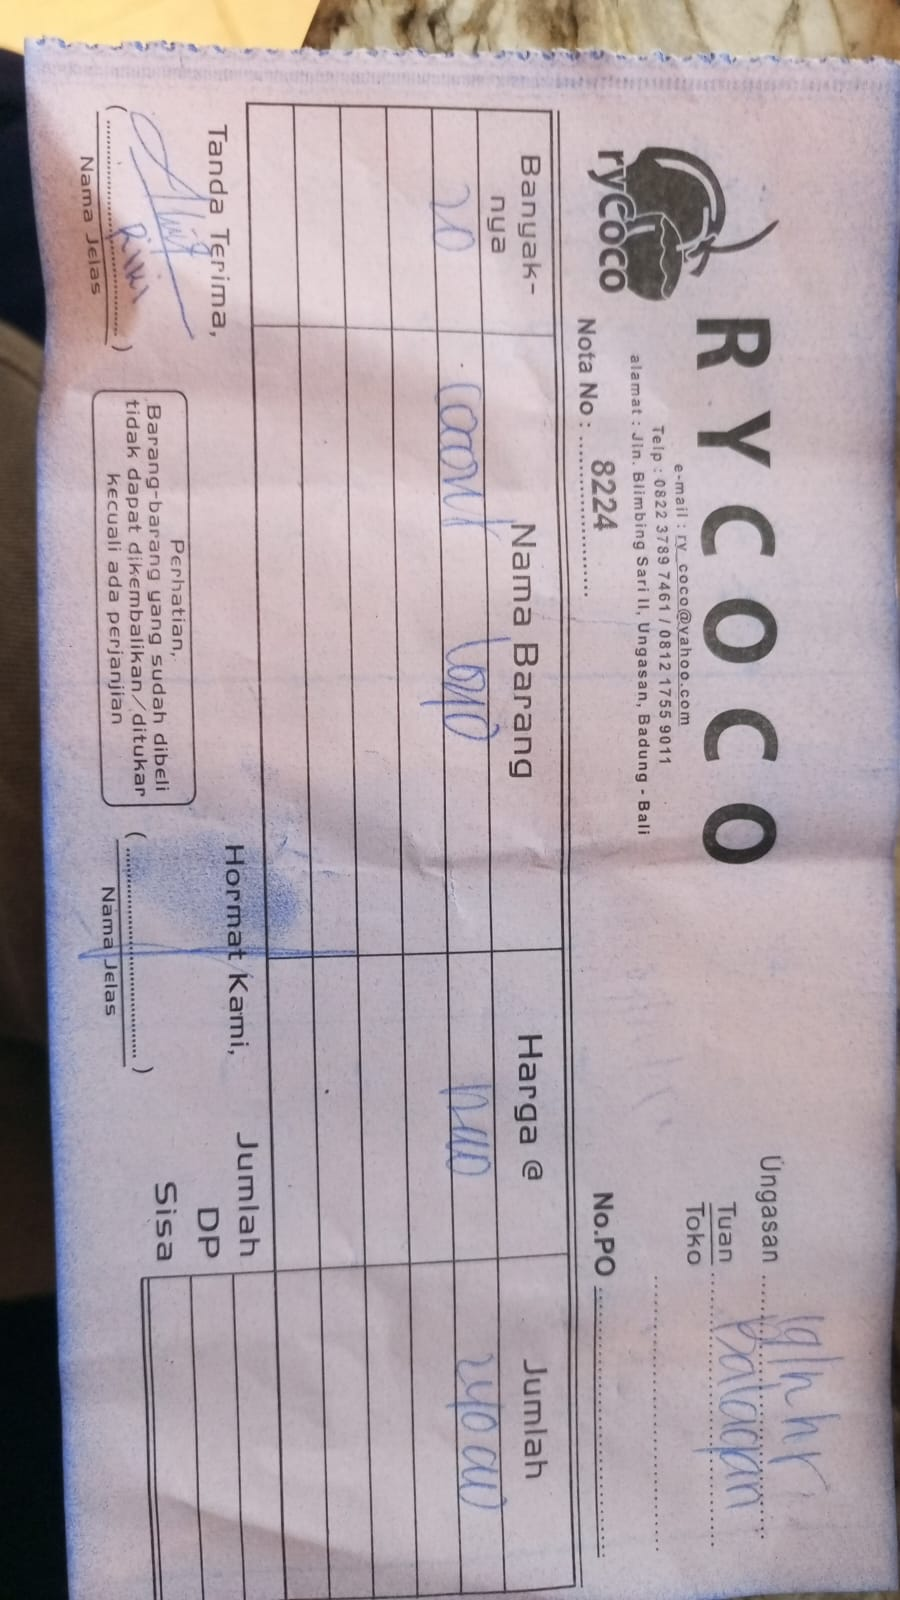 RYCOCO
rycoco
e-mail : ry_coco@yahoo.com
Telp : 0822 3789 7461 / 0812 1755 9011
alamat : Jln. Blimbing Sari II, Ungasan, Badung - Bali
Ungasan
Tuan
Toko
balaqan
Nota No : 8224
No.PO
Banyak-nya Nama Barang Harga @ Jumlah
20
Tanda Terima,
Riki
( )
Nama Jelas
Perhatian,
Barang-barang yang sudah dibeli
tidak dapat dikembalikan/ditukar
kecuali ada perjanjian
Hormat Kami,
( )
Nama Jelas
Jumlah
DP
Sisa